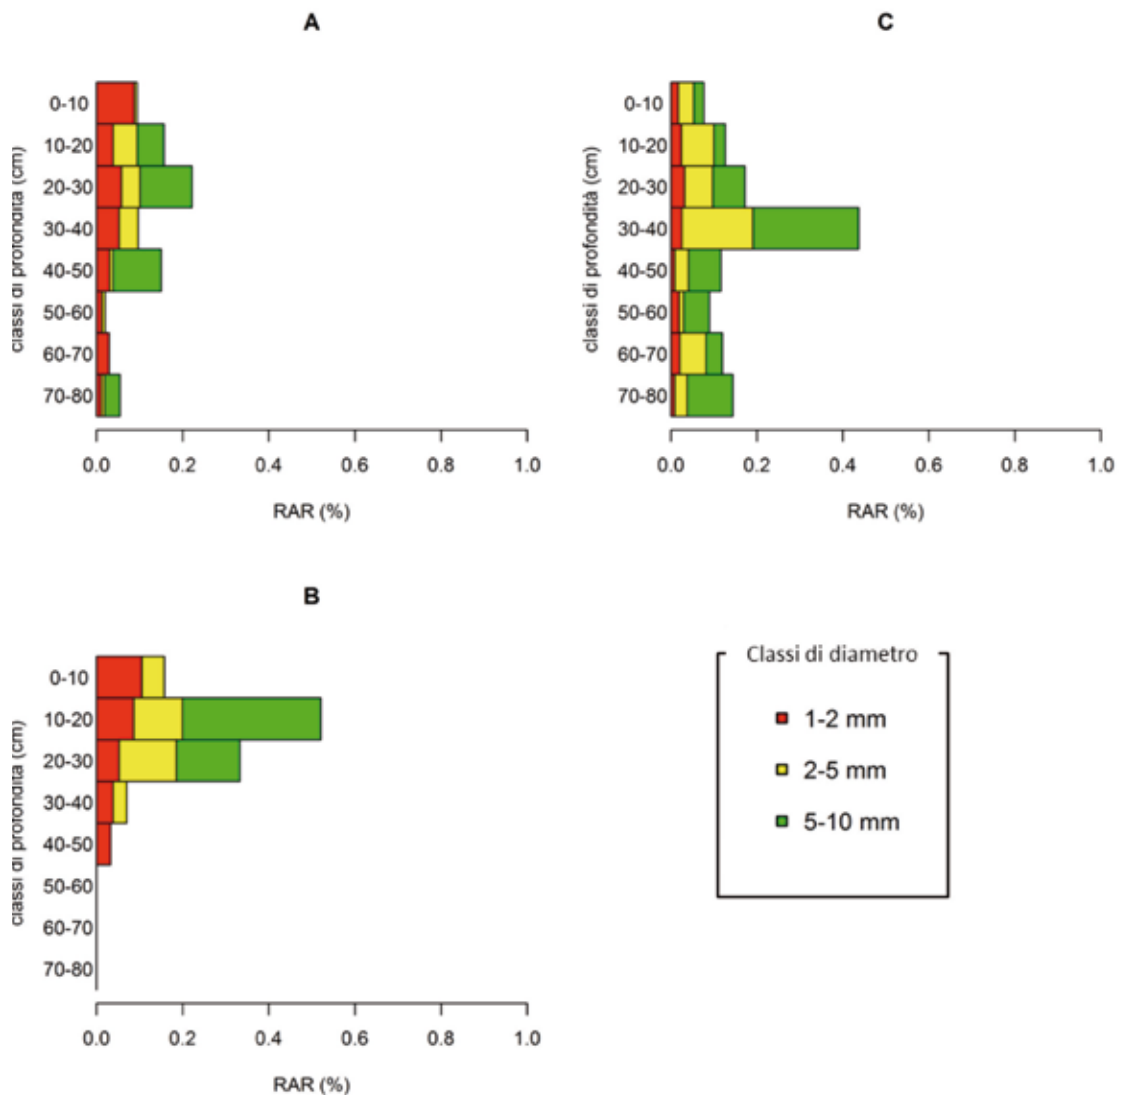 A
classi di profondità (cm)
0-10
10-20
20-30
30-40
40-50
50-60
60-70
70-80
0.0 0.2 0.4 0.6 0.8 1.0
RAR (%)
C
classi di profondità (cm)
0-10
10-20
20-30
30-40
40-50
50-60
60-70
70-80
0.0 0.2 0.4 0.6 0.8 1.0
RAR (%)
B
classi di profondità (cm)
0-10
10-20
20-30
30-40
40-50
50-60
60-70
70-80
0.0 0.2 0.4 0.6 0.8 1.0
RAR (%)
Classi di diametro
1-2 mm
2-5 mm
5-10 mm